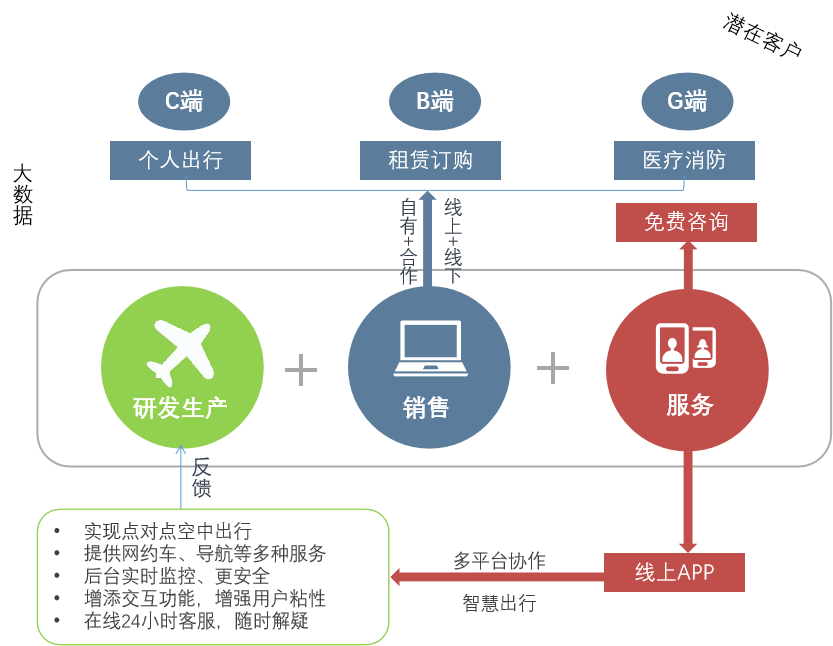 潜在客户
C端
B端
G端
个人出行
租赁订购
医疗消防
大数据
自有+合作
线上+线下
免费咨询
研发生产
销售
服务
反馈
• 实现点对点空中出行
• 提供网约车、导航等多种服务
• 后台实时监控、更安全
• 增添交互功能，增强用户粘性
• 在线24小时客服，随时解疑
多平台协作
智慧出行
线上APP